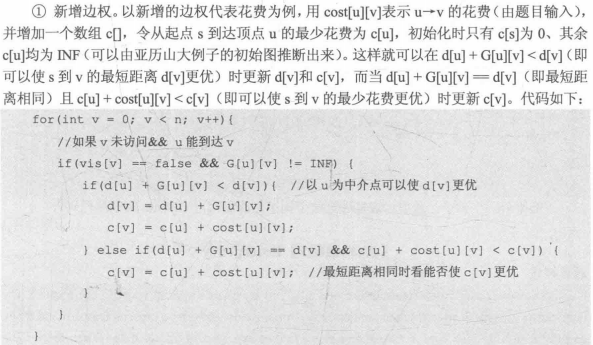 ① 新增边权。以新增的边权代表花费为例，用 cost[u][v]表示 u→v 的花费（由题目输入），
并增加一个数组 c[]，令从起点 s 到达顶点 u 的最少花费为 c[u]，初始化时只有 c[s]为 0、其余
c[u]均为 INF（可以由亚历山大例子的初始图推断出来）。这样就可以在 d[u] + G[u][v] < d[v]（即
可以使 s 到 v 的最短距离 d[v]更优）时更新 d[v]和 c[v]，而当 d[u] + G[u][v] == d[v]（即最短距
离相同）且 c[u] + cost[u][v] < c[v]（即可以使 s 到 v 的最少花费更优）时更新 c[v]。代码如下：
for(int v = 0; v < n; v++){
//如果 v 未访问&& u 能到达 v
if(vis[v] == false && G[u][v] != INF) {
if(d[u] + G[u][v] < d[v]){ //以 u 为中介点可以使 d[v]更优
d[v] = d[u] + G[u][v];
c[v] = c[u] + cost[u][v];
} else if(d[u] + G[u][v] == d[v] && c[u] + cost[u][v] < c[v]) {
c[v] = c[u] + cost[u][v]; //最短距离相同时看能否使 c[v]更优
}
}
}